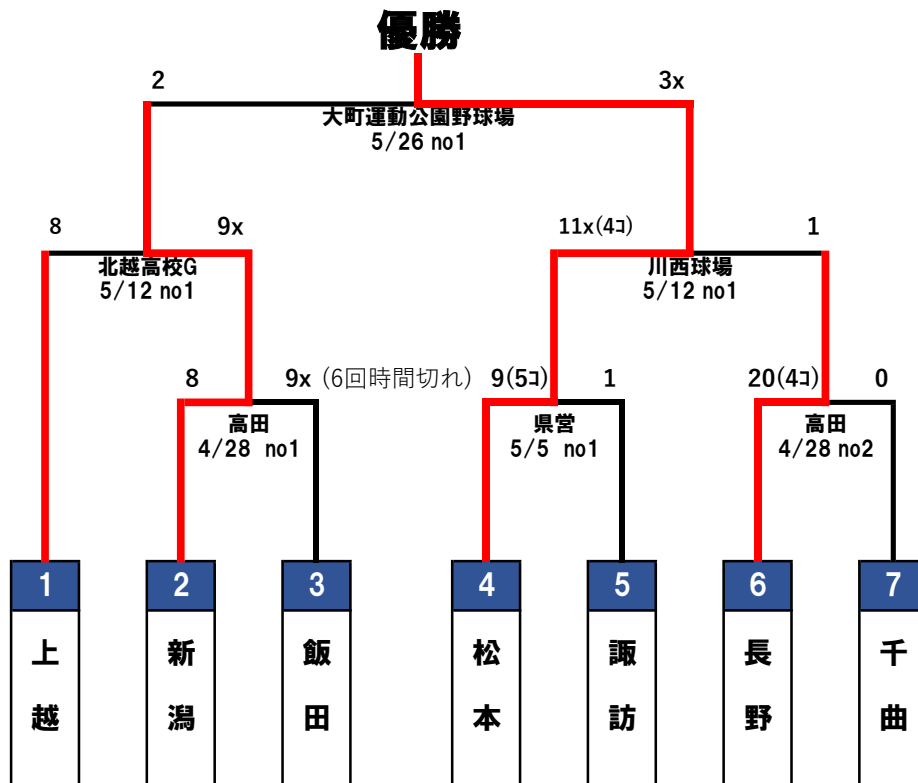 優勝
2
3x
大町運動公園野球場
5/26 no1
8
9x
11x(4コ)
1
北越高校G
5/12 no1
川西球場
5/12 no1
8
9x (6回時間切れ)
9(5コ)
1
20(4コ)
0
高田
4/28 no1
県営
5/5 no1
高田
4/28 no2
1
2
3
4
5
6
7
上越
新潟
飯田
松本
諏訪
長野
千曲